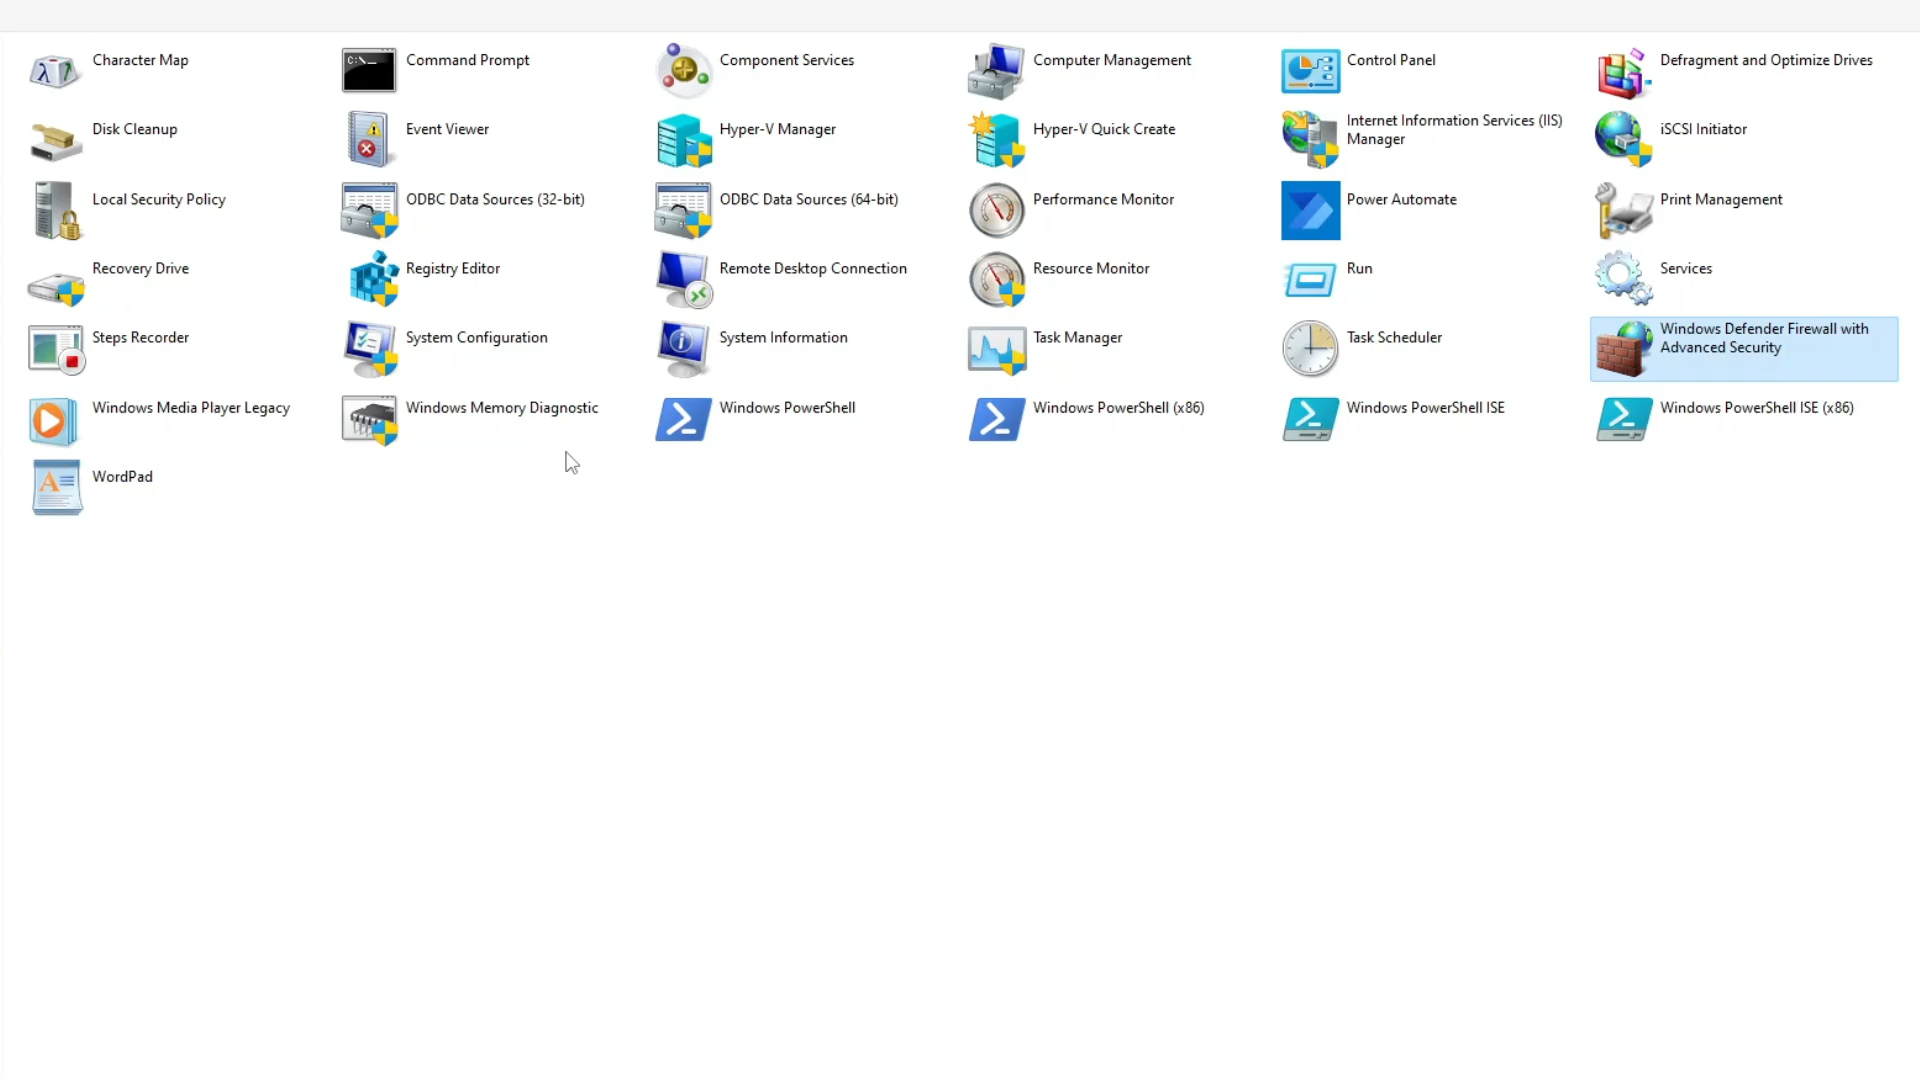 Character Map
Command Prompt
Component Services
Computer Management
Control Panel
Defragment and Optimize Drives
Disk Cleanup
Event Viewer
Hyper-V Manager
Hyper-V Quick Create
Internet Information Services (IIS)
Manager
iSCSI Initiator
Local Security Policy
ODBC Data Sources (32-bit)
ODBC Data Sources (64-bit)
Performance Monitor
Power Automate
Print Management
Recovery Drive
Registry Editor
Remote Desktop Connection
Resource Monitor
Run
Services
Steps Recorder
System Configuration
System Information
Task Manager
Task Scheduler
Windows Defender Firewall with
Advanced Security
Windows Media Player Legacy
Windows Memory Diagnostic
Windows PowerShell
Windows PowerShell (x86)
Windows PowerShell ISE
Windows PowerShell ISE (x86)
WordPad